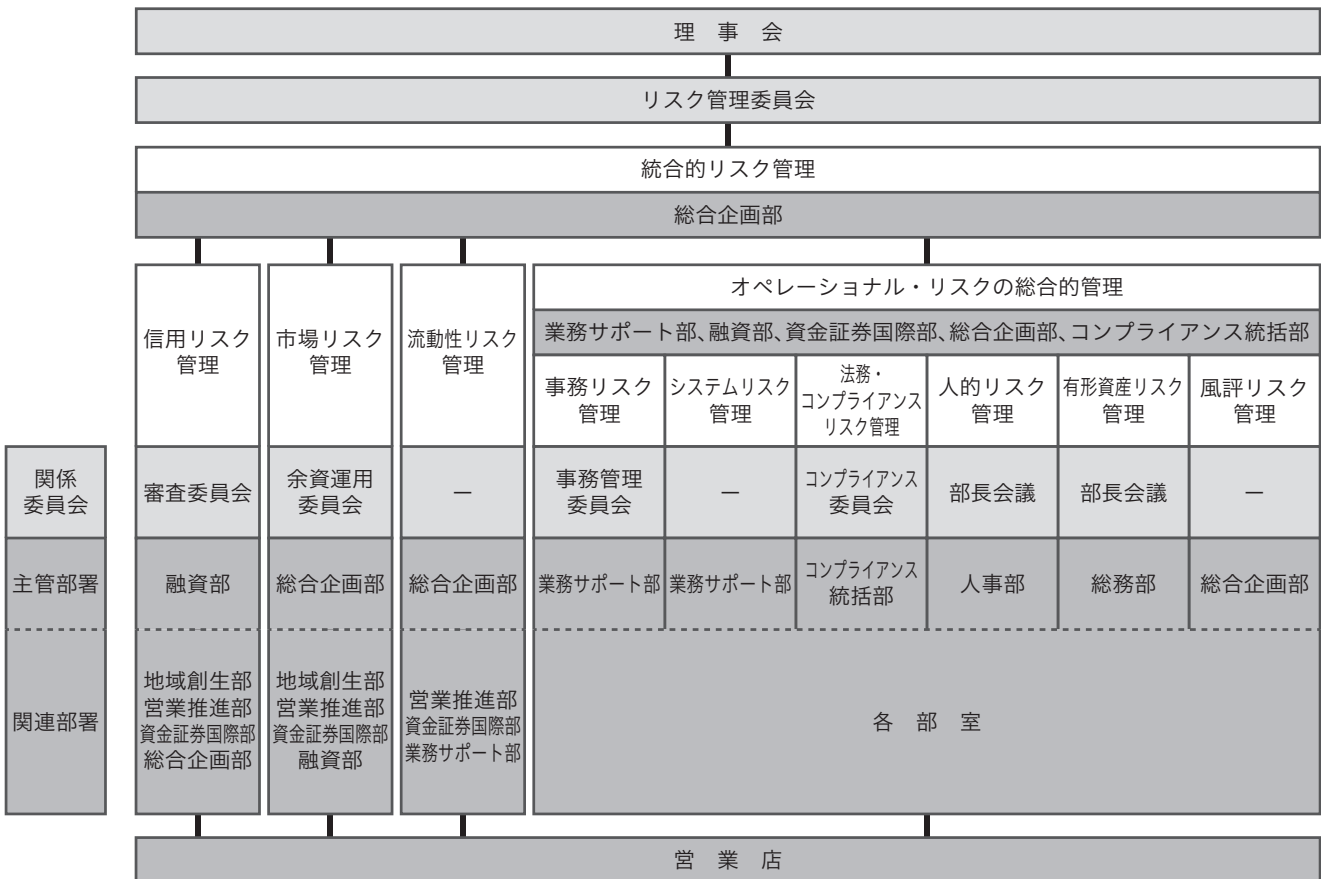 理事会
リスク管理委員会
統合的リスク管理
総合企画部
信用リスク
管理
市場リスク
管理
流動性リスク
管理
オペレーショナル・リスクの総合的管理
業務サポート部、融資部、資金証券国際部、総合企画部、コンプライアンス統括部
事務リスク
管理
システムリスク
管理
法務・
コンプライアンス
リスク管理
人的リスク
管理
有形資産リスク
管理
風評リスク
管理
関係
委員会
審査委員会
余資運用
委員会
―
事務管理
委員会
―
コンプライアンス
委員会
部長会議
部長会議
―
主管部署
融資部
総合企画部
総合企画部
業務サポート部
業務サポート部
コンプライアンス
統括部
人事部
総務部
総合企画部
関連部署
地域創生部
営業推進部
資金証券国際部
総合企画部
地域創生部
営業推進部
資金証券国際部
融資部
営業推進部
資金証券国際部
業務サポート部
各部室
営業店